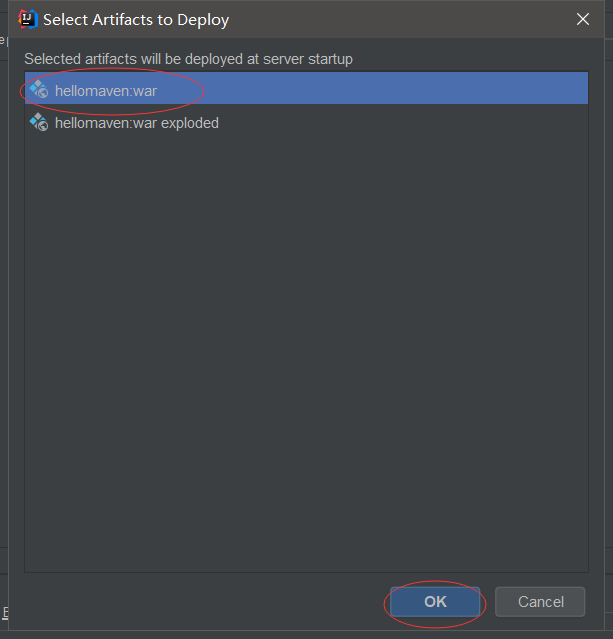 Select Artifacts to Deploy
Selected artifacts will be deployed at server startup
hellomaven:war
hellomaven:war exploded
OK
Cancel